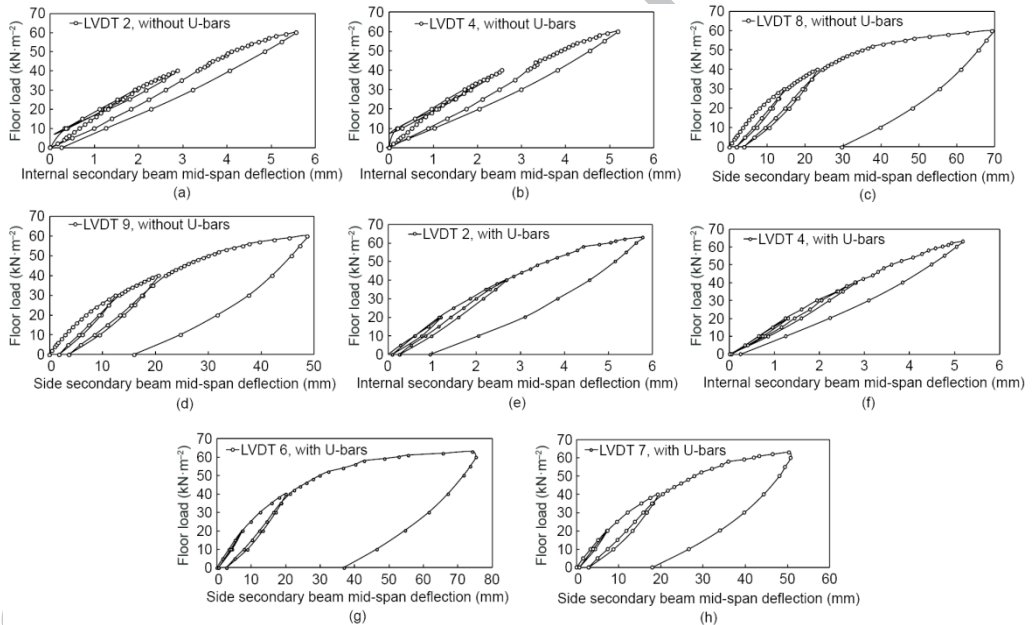 LVDT 2, without U-bars
Floor load (kN·m⁻²)
70
60
50
40
30
20
10
0
0 1 2 3 4 5 6
Internal secondary beam mid-span deflection (mm)
(a)
LVDT 4, without U-bars
Floor load (kN·m⁻²)
70
60
50
40
30
20
10
0
0 1 2 3 4 5 6
Internal secondary beam mid-span deflection (mm)
(b)
LVDT 8, without U-bars
Floor load (kN·m⁻²)
70
60
50
40
30
20
10
0
0 10 20 30 40 50 60 70
Side secondary beam mid-span deflection (mm)
(c)
LVDT 9, without U-bars
Floor load (kN·m⁻²)
70
60
50
40
30
20
10
0
0 10 20 30 40 50
Side secondary beam mid-span deflection (mm)
(d)
LVDT 2, with U-bars
Floor load (kN·m⁻²)
70
60
50
40
30
20
10
0
0 1 2 3 4 5 6
Internal secondary beam mid-span deflection (mm)
(e)
LVDT 4, with U-bars
Floor load (kN·m⁻²)
70
60
50
40
30
20
10
0
0 1 2 3 4 5 6
Internal secondary beam mid-span deflection (mm)
(f)
LVDT 6, with U-bars
Floor load (kN·m⁻²)
70
60
50
40
30
20
10
0
0 10 20 30 40 50 60 70 80
Side secondary beam mid-span deflection (mm)
(g)
LVDT 7, with U-bars
Floor load (kN·m⁻²)
70
60
50
40
30
20
10
0
0 10 20 30 40 50 60
Side secondary beam mid-span deflection (mm)
(h)